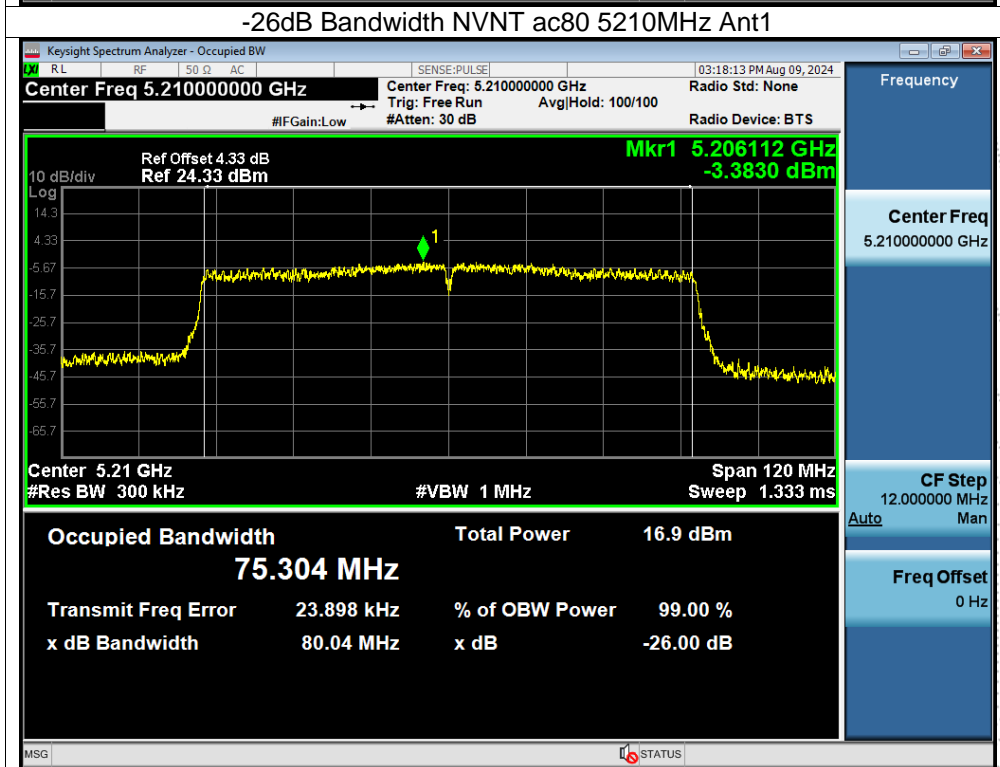 -26dB Bandwidth NVNT ac80 5210MHz Ant1
Keysight Spectrum Analyzer - Occupied BW
LXI RL RF 50 Ω AC SENSE:PULSE 03:18:13 PM Aug 09, 2024
Center Freq 5.210000000 GHz Center Freq: 5.210000000 GHz Radio Std: None
Trig: Free Run Avg|Hold: 100/100
#IFGain:Low #Atten: 30 dB Radio Device: BTS
Frequency
Ref Offset 4.33 dB Mkr1 5.206112 GHz
10 dB/div Ref 24.33 dBm -3.3830 dBm
Log
14.3
4.33
-5.67
-15.7
-25.7
-35.7
-45.7
-55.7
-65.7
1
Center 5.21 GHz Span 120 MHz
#Res BW 300 kHz #VBW 1 MHz Sweep 1.333 ms
Center Freq
5.210000000 GHz
CF Step
12.000000 MHz
Auto Man
Freq Offset
0 Hz
Occupied Bandwidth Total Power 16.9 dBm
75.304 MHz
Transmit Freq Error 23.898 kHz % of OBW Power 99.00 %
x dB Bandwidth 80.04 MHz x dB -26.00 dB
MSG STATUS